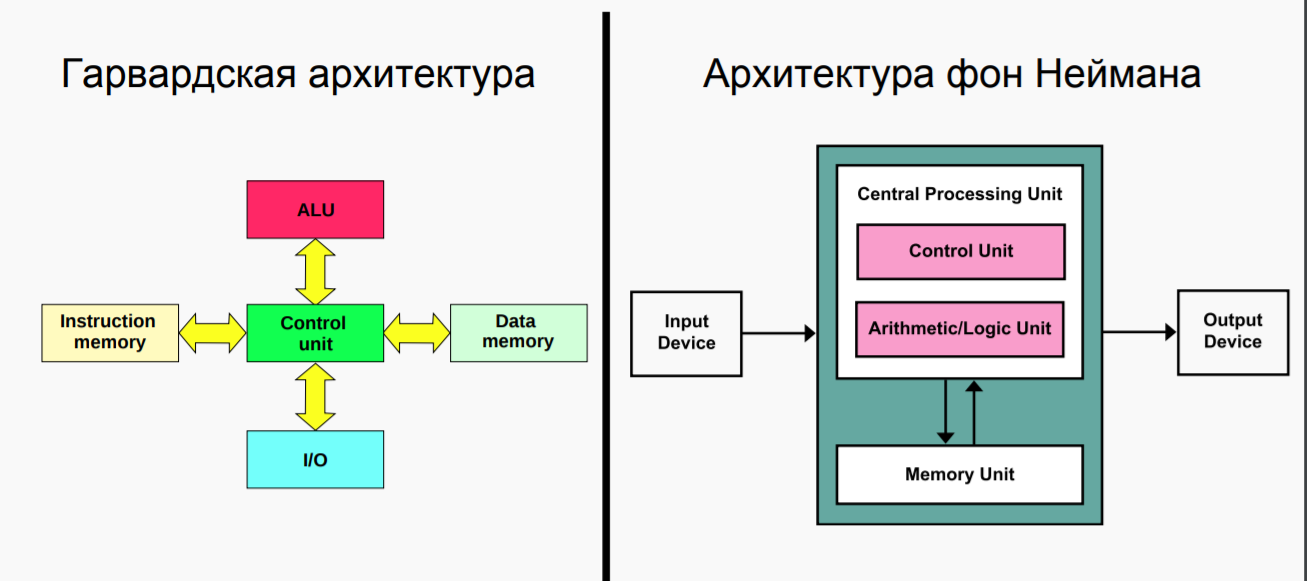 Гарвардская архитектура
ALU
Instruction
memory
Control
unit
Data
memory
I/O
Архитектура фон Неймана
Central Processing Unit
Control Unit
Arithmetic/Logic Unit
Input
Device
Output
Device
Memory Unit